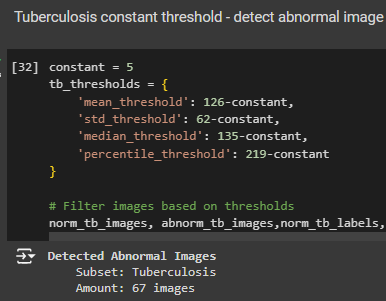 Tuberculosis constant threshold - detect abnormal image
[32] constant = 5
tb_thresholds = {
'mean_threshold': 126-constant,
'std_threshold': 62-constant,
'median_threshold': 135-constant,
'percentile_threshold': 219-constant
}
# Filter images based on thresholds
norm_tb_images, abnorm_tb_images,norm_tb_labels,
Detected Abnormal Images
Subset: Tuberculosis
Amount: 67 images